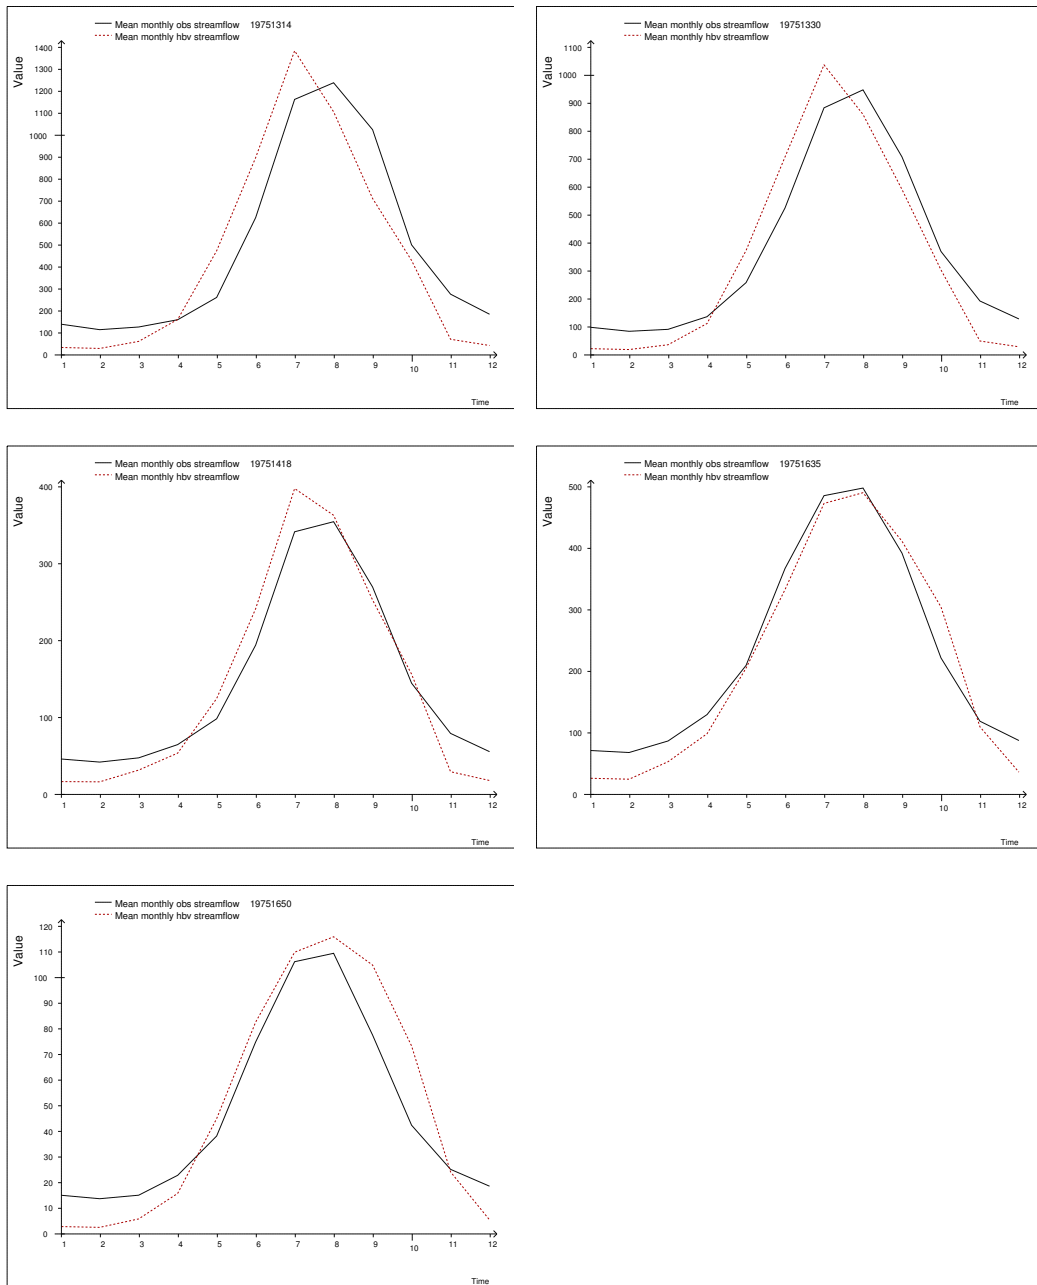 Mean monthly obs streamflow 19751314
Mean monthly hbv streamflow
Value
1400
1300
1200
1100
1000
900
800
700
600
500
400
300
200
100
0
1 2 3 4 5 6 7 8 9 10 11 12
Time
Mean monthly obs streamflow 19751330
Mean monthly hbv streamflow
Value
1100
1000
900
800
700
600
500
400
300
200
100
0
1 2 3 4 5 6 7 8 9 10 11 12
Time
Mean monthly obs streamflow 19751418
Mean monthly hbv streamflow
Value
400
300
200
100
0
1 2 3 4 5 6 7 8 9 10 11 12
Time
Mean monthly obs streamflow 19751635
Mean monthly hbv streamflow
Value
500
400
300
200
100
0
1 2 3 4 5 6 7 8 9 10 11 12
Time
Mean monthly obs streamflow 19751650
Mean monthly hbv streamflow
Value
120
110
100
90
80
70
60
50
40
30
20
10
0
1 2 3 4 5 6 7 8 9 10 11 12
Time